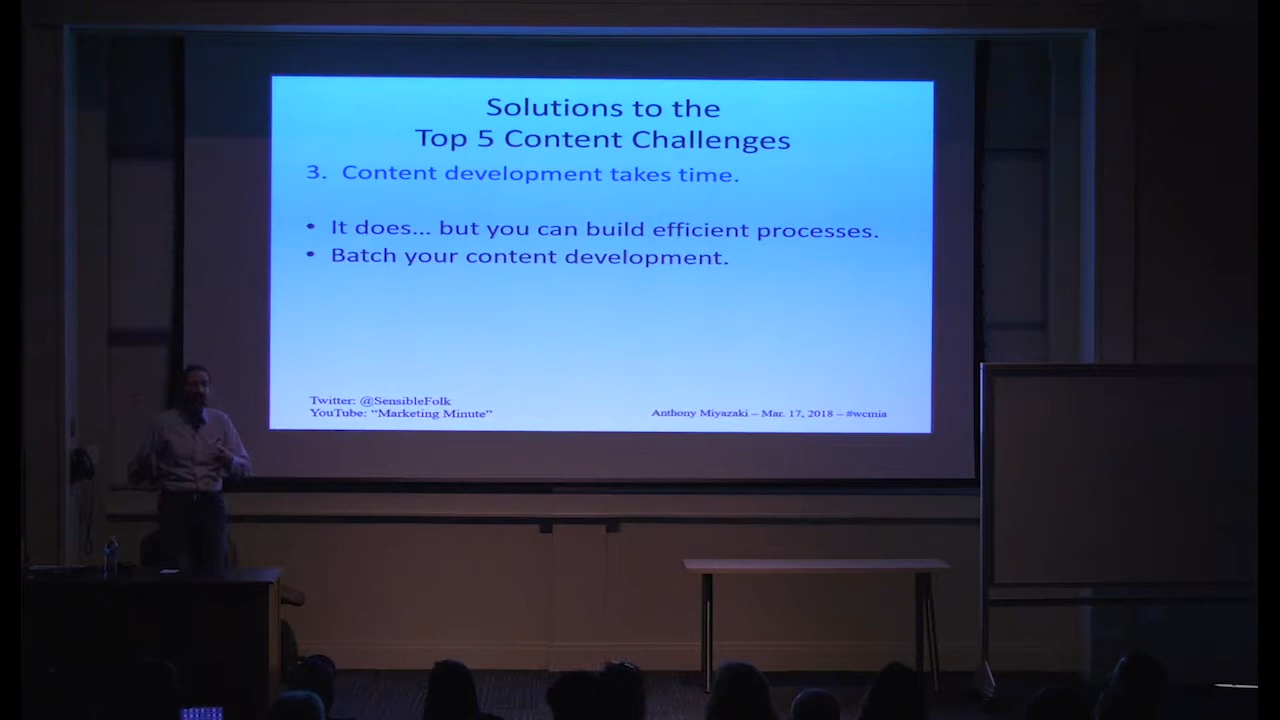 Solutions to the
Top 5 Content Challenges
3. Content development takes time.
• It does... but you can build efficient processes.
• Batch your content development.
Twitter: @SensibleFolk
YouTube: “Marketing Minute”
Anthony Miyazaki – Mar. 17, 2018 – #wcmia